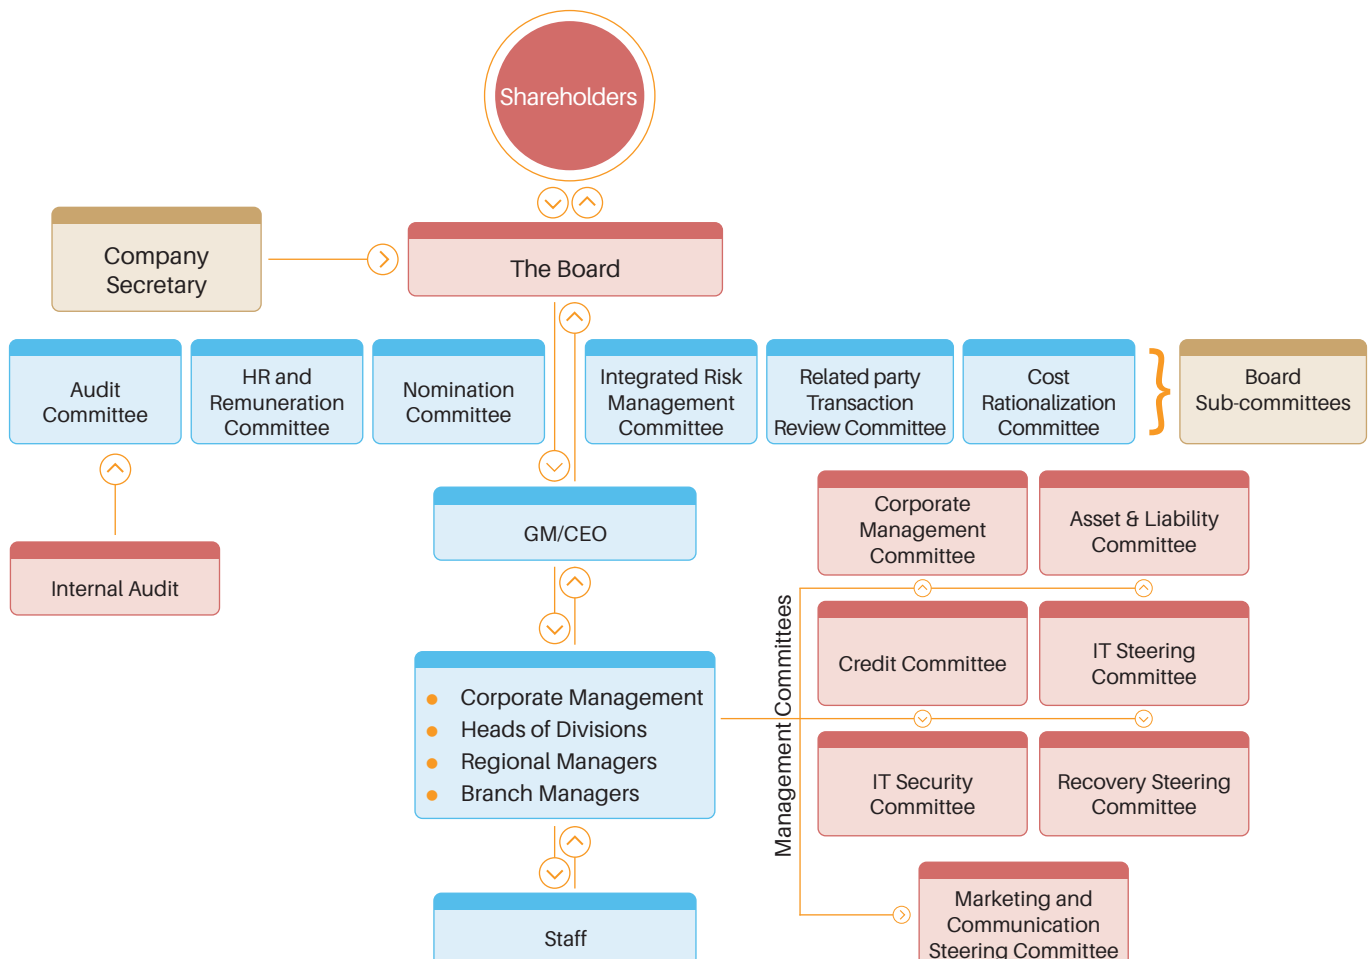 Shareholders
Company
Secretary
The Board
Audit
Committee
HR and
Remuneration
Committee
Nomination
Committee
Integrated Risk
Management
Committee
Related party
Transaction
Review Committee
Cost
Rationalization
Committee
}
Board
Sub-committees
Internal Audit
GM/CEO
Corporate
Management
Committee
Asset & Liability
Committee
Management Committees
Credit Committee
IT Steering
Committee
• Corporate Management
• Heads of Divisions
• Regional Managers
• Branch Managers
IT Security
Committee
Recovery Steering
Committee
Staff
Marketing and
Communication
Steering Committee